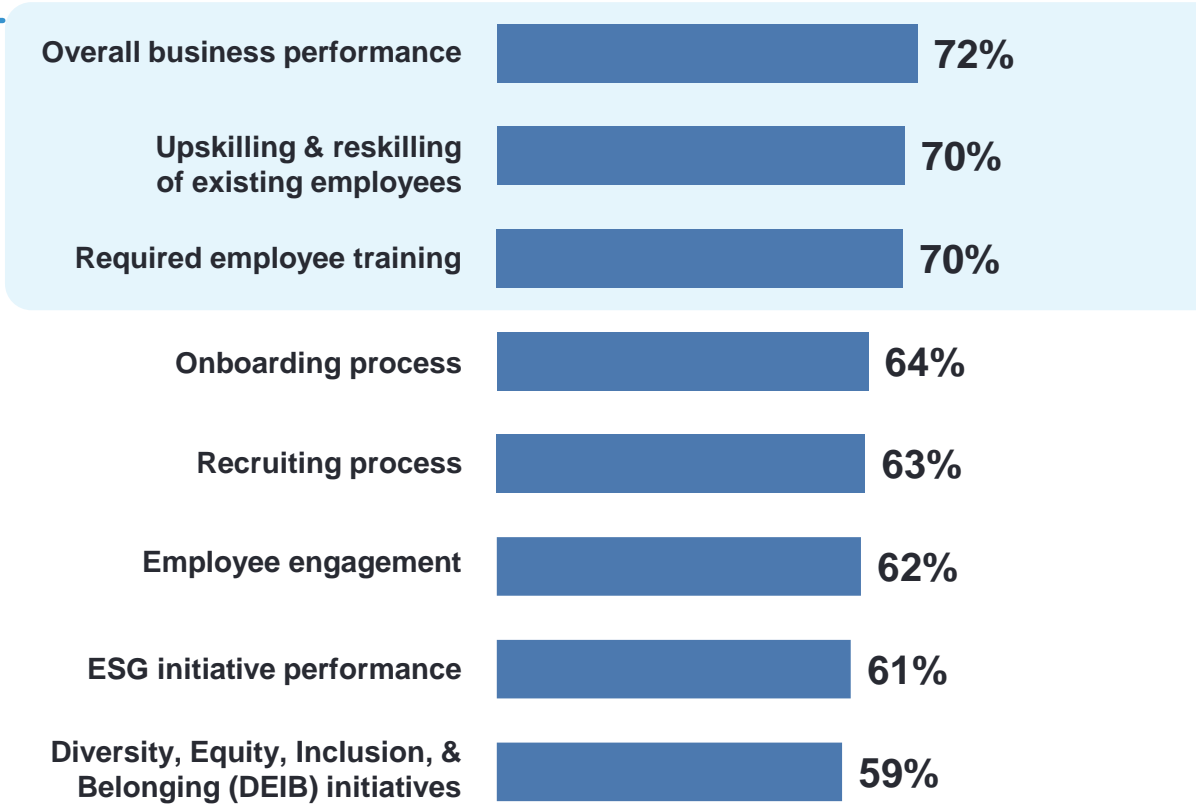 Overall business performance
72%
Upskilling & reskilling
of existing employees
70%
Required employee training
70%
Onboarding process
64%
Recruiting process
63%
Employee engagement
62%
ESG initiative performance
61%
Diversity, Equity, Inclusion, &
Belonging (DEIB) initiatives
59%